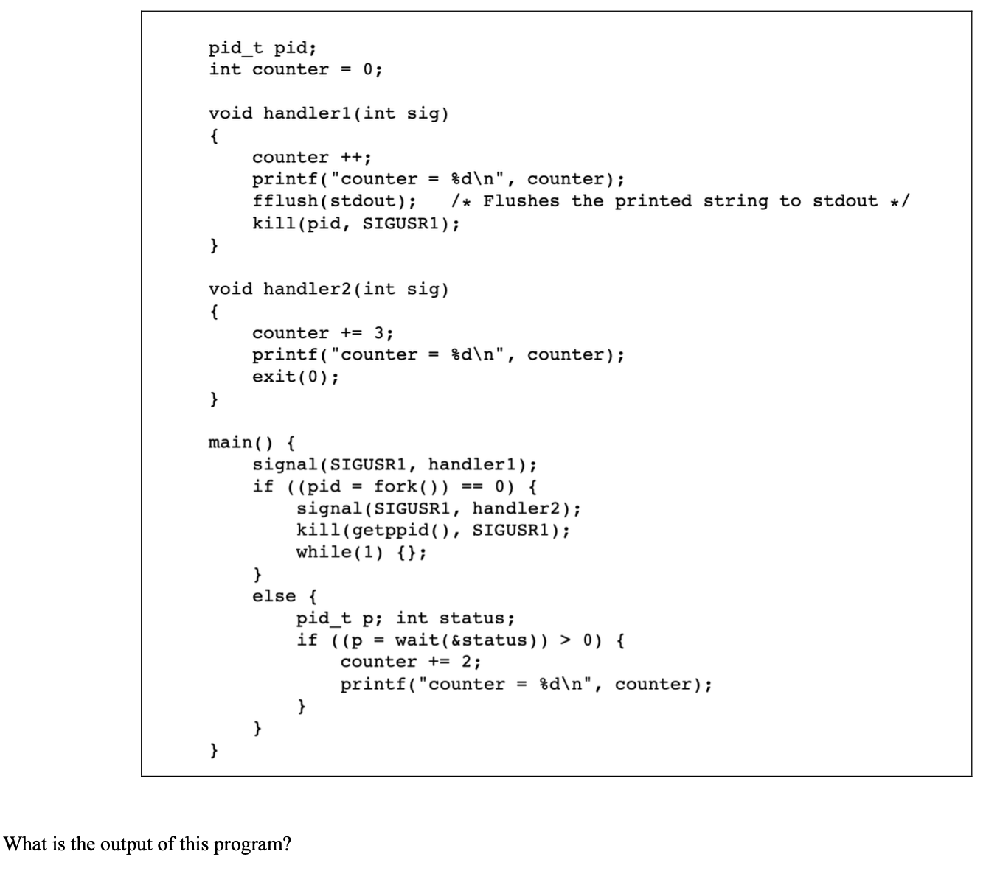 pid_t pid;
int counter = 0;
void handler1(int sig)
{
counter ++;
printf("counter = %d\n", counter);
fflush(stdout);   /* Flushes the printed string to stdout */
kill(pid, SIGUSR1);
}
void handler2(int sig)
{
counter += 3;
printf("counter = %d\n", counter);
exit(0);
}
main() {
signal(SIGUSR1, handler1);
if ((pid = fork()) == 0) {
signal(SIGUSR1, handler2);
kill(getppid(), SIGUSR1);
while(1) {};
}
else {
pid_t p; int status;
if ((p = wait(&status)) > 0) {
counter += 2;
printf("counter = %d\n", counter);
}
}
}
What is the output of this program?